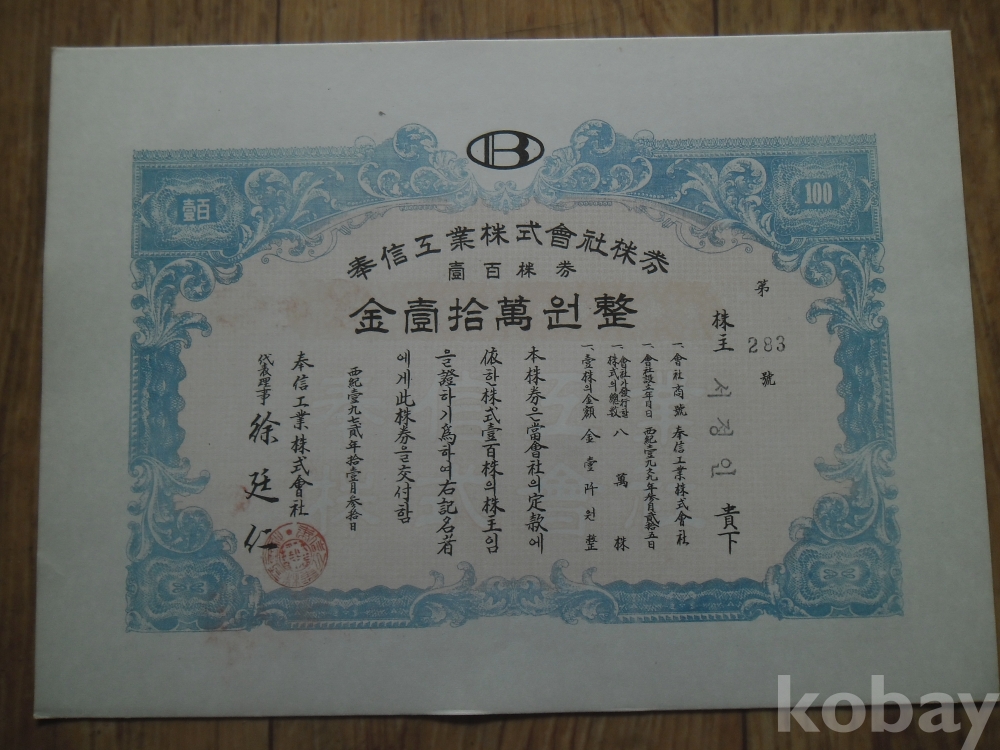 B
壹百
100
奉信工業株式會社株券
壹百株券
金壹拾萬원整
第
283
號
株主 서정인 貴下
一 會社商號 奉信工業株式會社
一 會社設立年月日 西紀壹九六九年參月貳拾五日
一 會社가發行할株式의總數 八萬株
一 壹株의金額 金壹阡원整
本株券은當會社의定款에
依한株式壹百株의株主임
을證하기爲하여右記名者
에게此株券을交付함
西紀壹九七貳年拾壹月參拾日
奉信工業株式會社
代表理事 徐廷仁
kobay